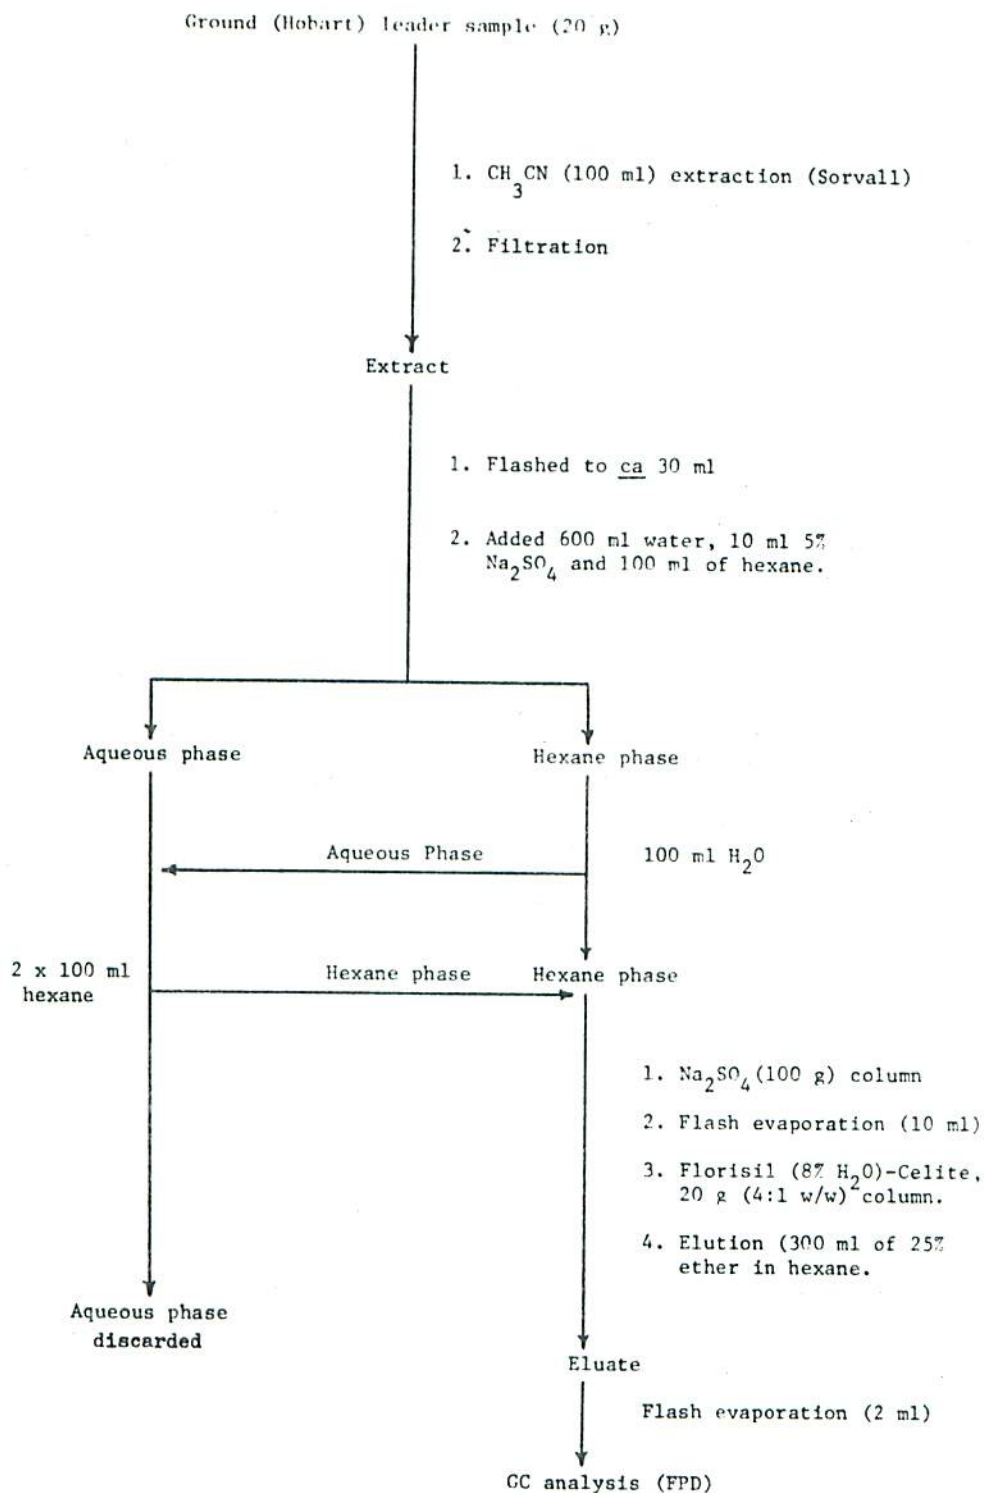 Ground (Hobart) leader sample (20 g)
1. CH3CN (100 ml) extraction (Sorvall)
2. Filtration
Extract
1. Flashed to ca 30 ml
2. Added 600 ml water, 10 ml 5%
Na2SO4 and 100 ml of hexane.
Aqueous phase
Hexane phase
Aqueous Phase
100 ml H2O
2 x 100 ml
hexane
Hexane phase
Hexane phase
1. Na2SO4 (100 g) column
2. Flash evaporation (10 ml)
3. Florisil (8% H2O)-Celite,
20 g (4:1 w/w) column.
4. Elution (300 ml of 25%
ether in hexane.
Aqueous phase
discarded
Eluate
Flash evaporation (2 ml)
GC analysis (FPD)